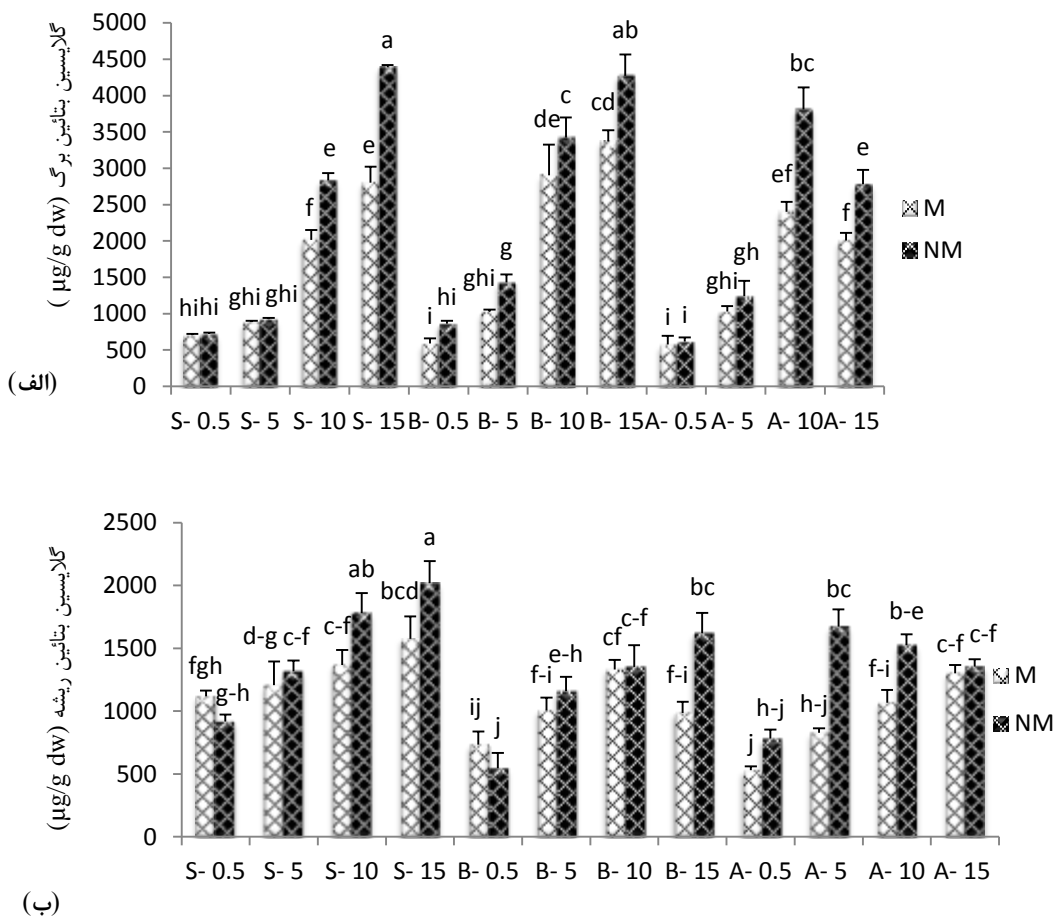 گلایسین بتائین برگ (µg/g dw )
5000
4500
4000
3500
3000
2500
2000
1500
1000
500
0
hi hi ghi ghi f e e a i hi ghi g de c cd ab i i ghi gh ef bc f e
M
NM
S- 0.5 S- 5 S- 10 S- 15 B- 0.5 B- 5 B- 10 B- 15 A- 0.5 A- 5 A- 10 A- 15
(الف)
گلایسین بتائین ریشه (µg/g dw)
2500
2000
1500
1000
500
0
fgh g-h d-g c-f c-f ab bcd a ij j f-i e-h cf c-f f-i bc j h-j h-j bc f-i b-e c-f c-f
M
NM
S- 0.5 S- 5 S- 10 S- 15 B- 0.5 B- 5 B- 10 B- 15 A- 0.5 A- 5 A- 10 A- 15
(ب)